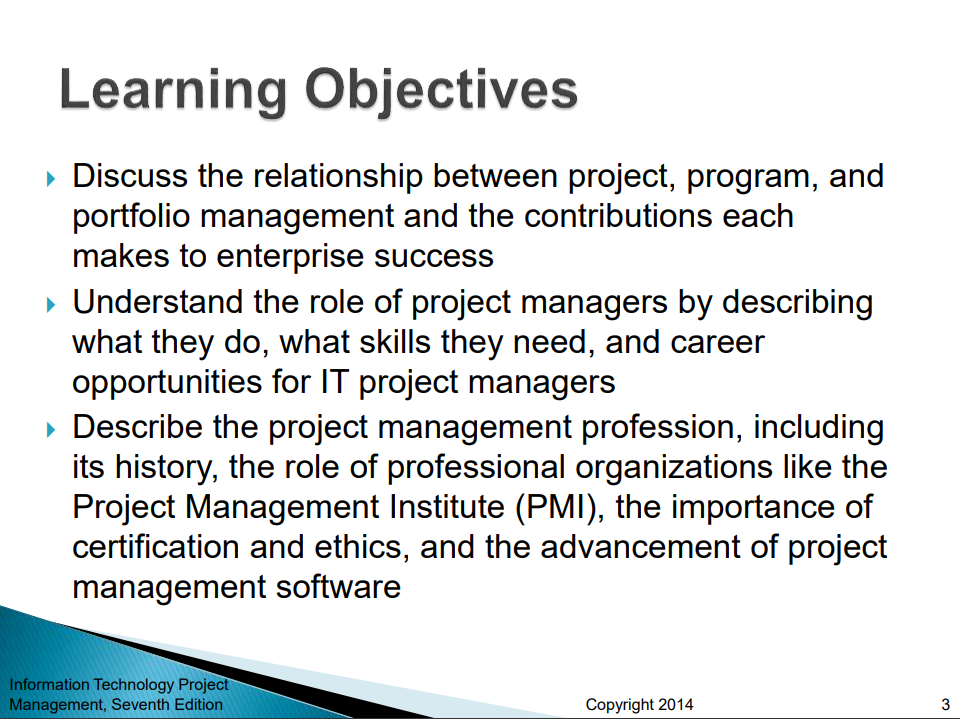 Learning Objectives
Discuss the relationship between project, program, and
portfolio management and the contributions each
makes to enterprise success
Understand the role of project managers by describing
what they do, what skills they need, and career
opportunities for IT project managers
Describe the project management profession, including
its history, the role of professional organizations like the
Project Management Institute (PMI), the importance of
certification and ethics, and the advancement of project
management software
Information Technology Project
Management, Seventh Edition
Copyright 2014
3